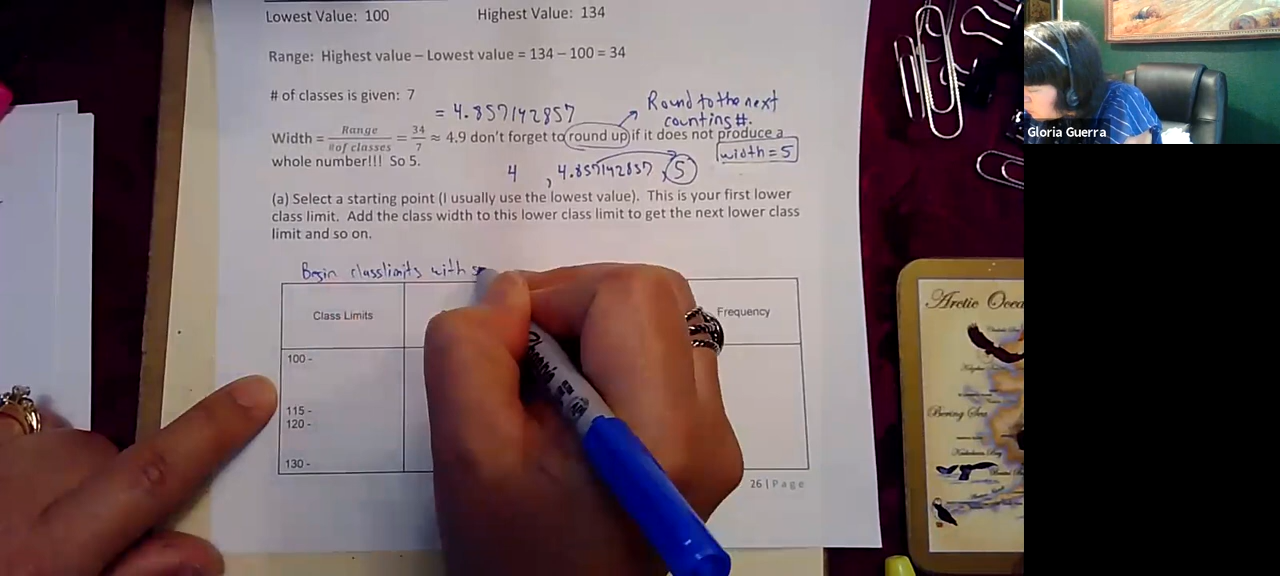 Lowest Value: 100 Highest Value: 134
Range: Highest value – Lowest value = 134 – 100 = 34
# of classes is given: 7
= 4.857142857
Round to the next
counting #.
Width = Range / #of classes = 34 / 7 ≈ 4.9 don't forget to round up if it does not produce a
whole number!!! So 5.
width = 5
4 , 4.857142857 , 5
(a) Select a starting point (I usually use the lowest value). This is your first lower
class limit. Add the class width to this lower class limit to get the next lower class
limit and so on.
Begin class limits with
Class Limits Frequency
100 -
115 -
120 -
130 -
26 | Page
Gloria Guerra
Arctic Ocea
Bering Sea
Sharpie